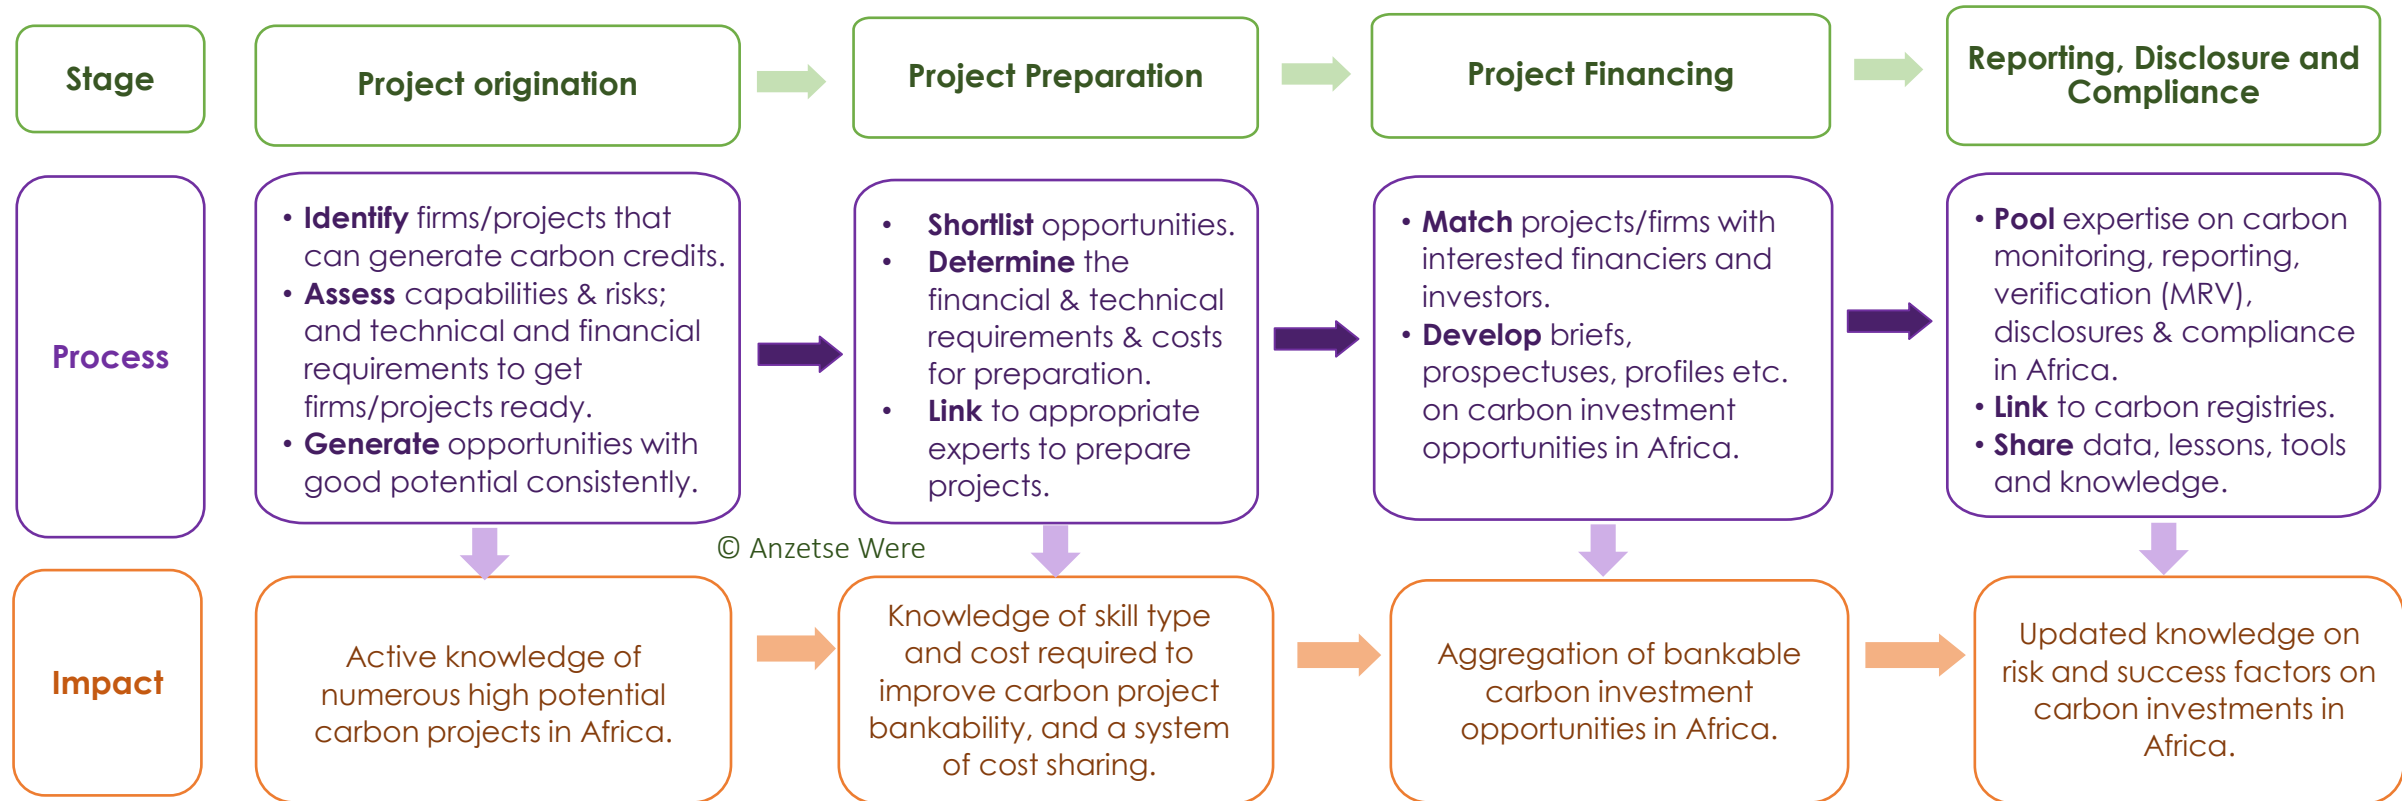 Stage
Project origination
Project Preparation
Project Financing
Reporting, Disclosure and
Compliance
Process
• Identify firms/projects that
can generate carbon credits.
• Assess capabilities & risks;
and technical and financial
requirements to get
firms/projects ready.
• Generate opportunities with
good potential consistently.
• Shortlist opportunities.
• Determine the
financial & technical
requirements & costs
for preparation.
• Link to appropriate
experts to prepare
projects.
• Match projects/firms with
interested financiers and
investors.
• Develop briefs,
prospectuses, profiles etc.
on carbon investment
opportunities in Africa.
• Pool expertise on carbon
monitoring, reporting,
verification (MRV),
disclosures & compliance
in Africa.
• Link to carbon registries.
• Share data, lessons, tools
and knowledge.
© Anzetse Were
Impact
Active knowledge of
numerous high potential
carbon projects in Africa.
Knowledge of skill type
and cost required to
improve carbon project
bankability, and a system
of cost sharing.
Aggregation of bankable
carbon investment
opportunities in Africa.
Updated knowledge on
risk and success factors on
carbon investments in
Africa.